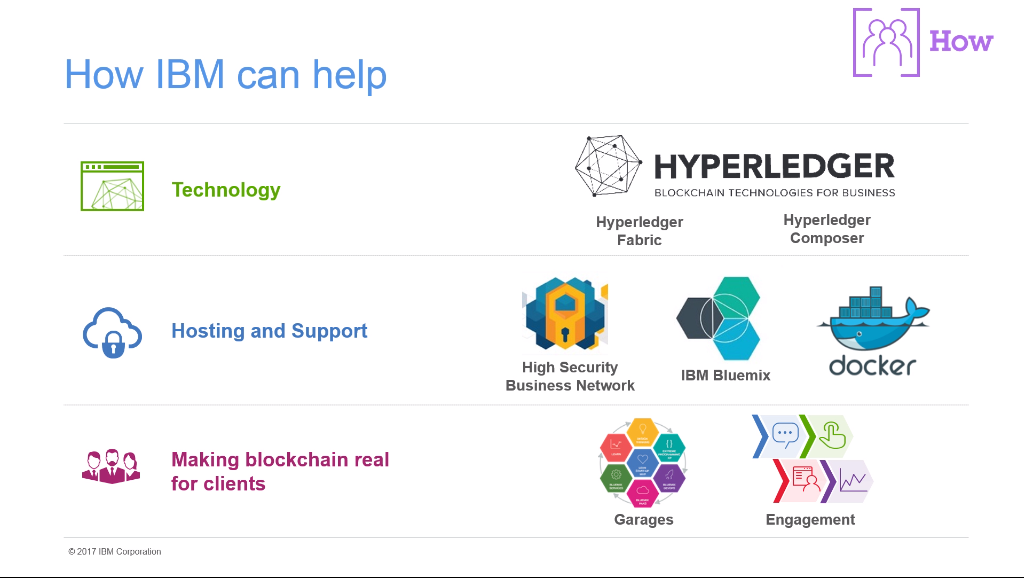 How
How IBM can help
Technology
HYPERLEDGER
BLOCKCHAIN TECHNOLOGIES FOR BUSINESS
Hyperledger
Fabric
Hyperledger
Composer
Hosting and Support
High Security
Business Network
IBM Bluemix
docker
Making blockchain real
for clients
Garages
Engagement
© 2017 IBM Corporation